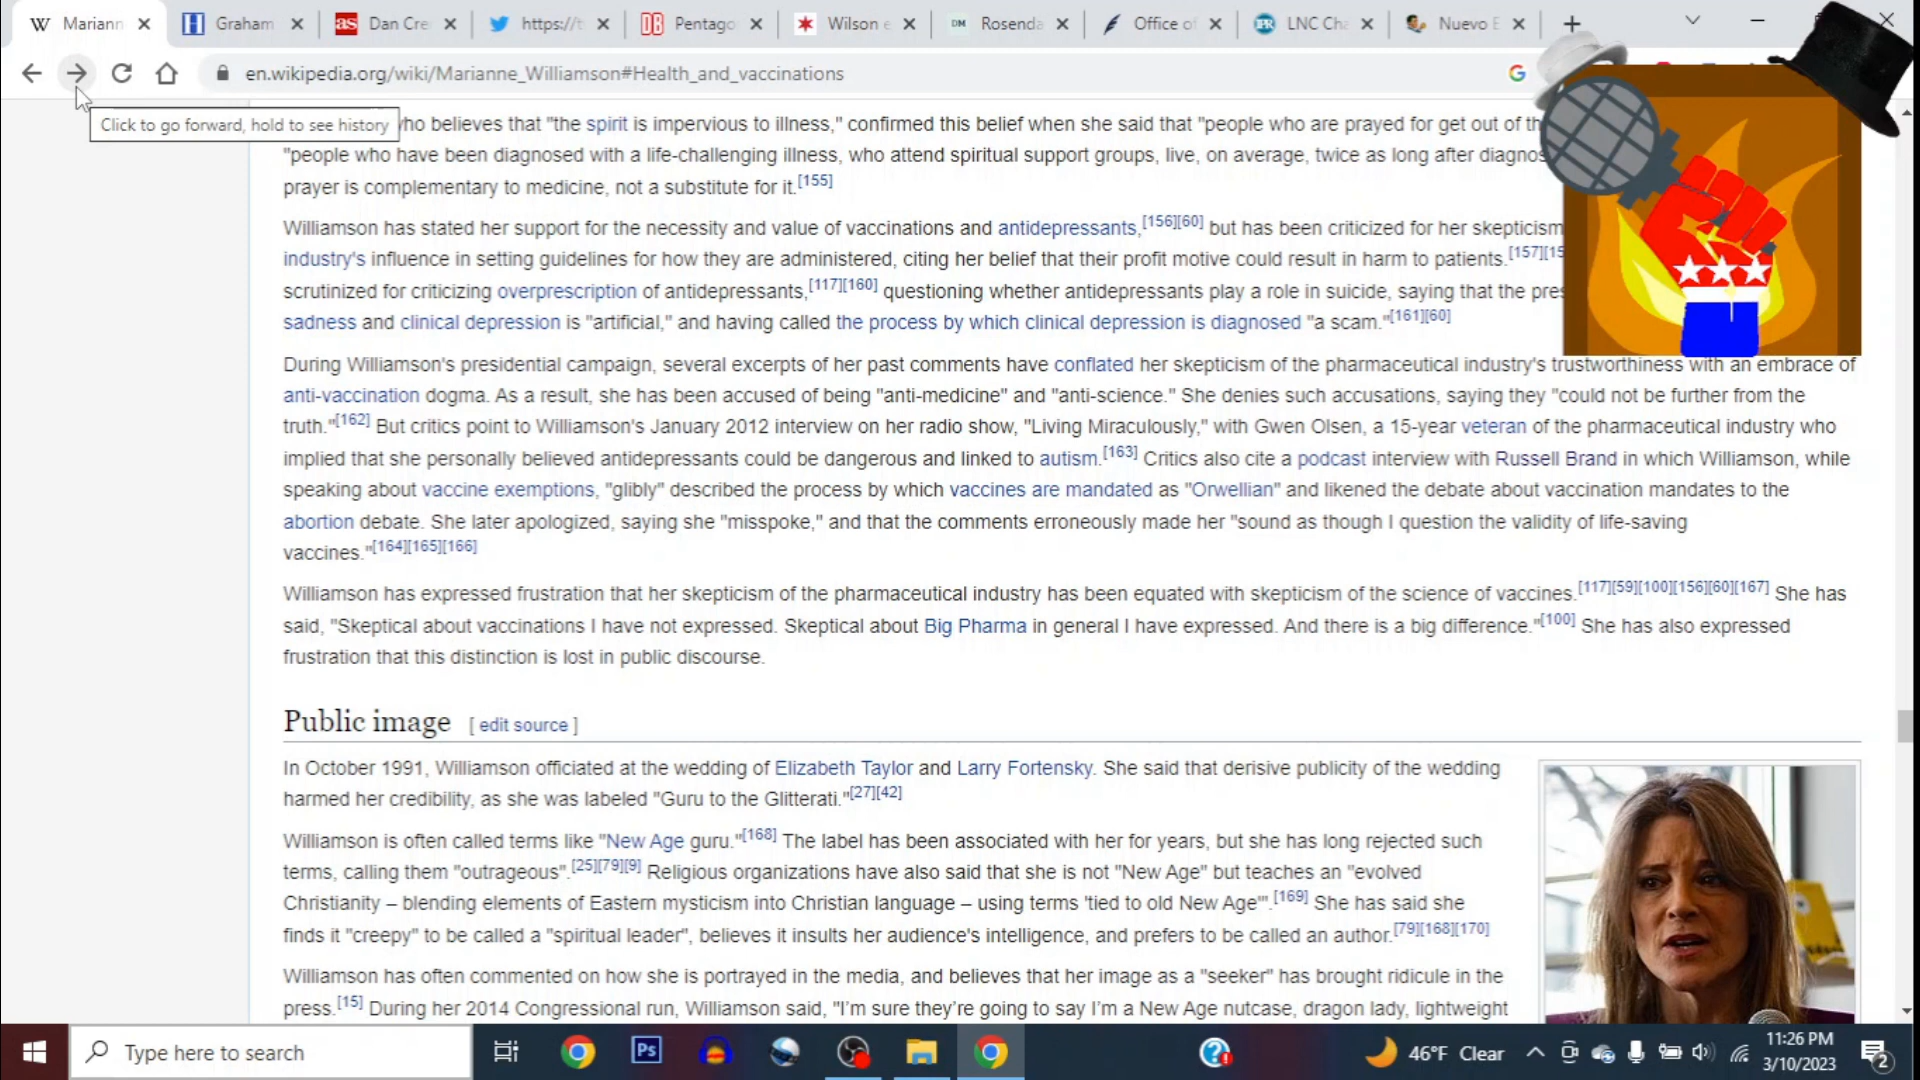 Mariann
Graham
Dan Cre
https://t
Pentago
Wilson e
Rosenda
Office of
LNC Cha
Nuevo E
en.wikipedia.org/wiki/Marianne_Williamson#Health_and_vaccinations
Click to go forward, hold to see history
who believes that "the spirit is impervious to illness," confirmed this belief when she said that "people who are prayed for get out of th
"people who have been diagnosed with a life-challenging illness, who attend spiritual support groups, live, on average, twice as long after diagnos
prayer is complementary to medicine, not a substitute for it.[155]
Williamson has stated her support for the necessity and value of vaccinations and antidepressants,[156][60] but has been criticized for her skepticism
industry's influence in setting guidelines for how they are administered, citing her belief that their profit motive could result in harm to patients.[157][15
scrutinized for criticizing overprescription of antidepressants,[117][160] questioning whether antidepressants play a role in suicide, saying that the pres
sadness and clinical depression is "artificial," and having called the process by which clinical depression is diagnosed "a scam."[161][60]
During Williamson's presidential campaign, several excerpts of her past comments have conflated her skepticism of the pharmaceutical industry's trustworthiness with an embrace of
anti-vaccination dogma. As a result, she has been accused of being "anti-medicine" and "anti-science." She denies such accusations, saying they "could not be further from the
truth."[162] But critics point to Williamson's January 2012 interview on her radio show, "Living Miraculously," with Gwen Olsen, a 15-year veteran of the pharmaceutical industry who
implied that she personally believed antidepressants could be dangerous and linked to autism.[163] Critics also cite a podcast interview with Russell Brand in which Williamson, while
speaking about vaccine exemptions, "glibly" described the process by which vaccines are mandated as "Orwellian" and likened the debate about vaccination mandates to the
abortion debate. She later apologized, saying she "misspoke," and that the comments erroneously made her "sound as though I question the validity of life-saving
vaccines."[164][165][166]
Williamson has expressed frustration that her skepticism of the pharmaceutical industry has been equated with skepticism of the science of vaccines.[117][59][100][156][60][167] She has
said, "Skeptical about vaccinations I have not expressed. Skeptical about Big Pharma in general I have expressed. And there is a big difference."[100] She has also expressed
frustration that this distinction is lost in public discourse.
Public image [ edit source ]
In October 1991, Williamson officiated at the wedding of Elizabeth Taylor and Larry Fortensky. She said that derisive publicity of the wedding
harmed her credibility, as she was labeled "Guru to the Glitterati."[27][42]
Williamson is often called terms like "New Age guru."[168] The label has been associated with her for years, but she has long rejected such
terms, calling them "outrageous".[25][79][9] Religious organizations have also said that she is not "New Age" but teaches an "evolved
Christianity – blending elements of Eastern mysticism into Christian language – using terms 'tied to old New Age'".[169] She has said she
finds it "creepy" to be called a "spiritual leader", believes it insults her audience's intelligence, and prefers to be called an author.[79][168][170]
Williamson has often commented on how she is portrayed in the media, and believes that her image as a "seeker" has brought ridicule in the
press.[15] During her 2014 Congressional run, Williamson said, "I'm sure they're going to say I'm a New Age nutcase, dragon lady, lightweight
Type here to search
Ps
46°F Clear
11:26 PM
3/10/2023
2